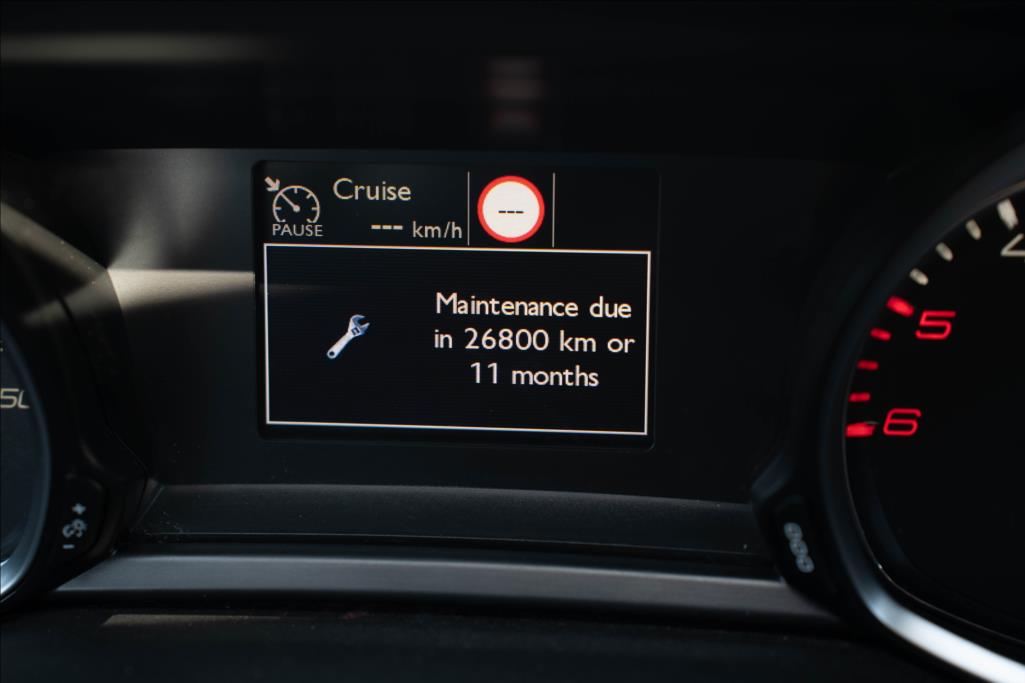 Cruise
PAUSE
--- km/h
---
Maintenance due
in 26800 km or
11 months
5
6